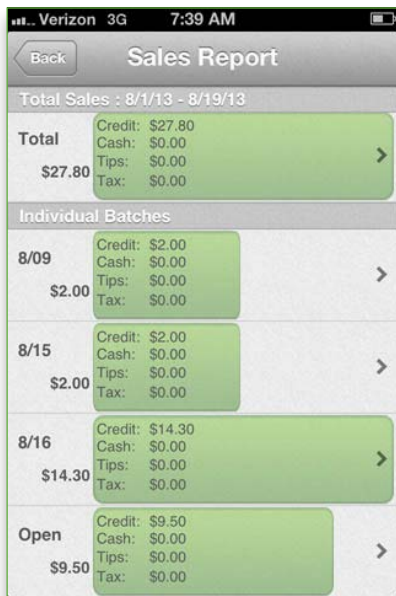 Verizon 3G 7:39 AM
Back Sales Report
Total Sales : 8/1/13 - 8/19/13
Total
$27.80
Credit: $27.80
Cash: $0.00
Tips: $0.00
Tax: $0.00
Individual Batches
8/09
$2.00
Credit: $2.00
Cash: $0.00
Tips: $0.00
Tax: $0.00
8/15
$2.00
Credit: $2.00
Cash: $0.00
Tips: $0.00
Tax: $0.00
8/16
$14.30
Credit: $14.30
Cash: $0.00
Tips: $0.00
Tax: $0.00
Open
$9.50
Credit: $9.50
Cash: $0.00
Tips: $0.00
Tax: $0.00